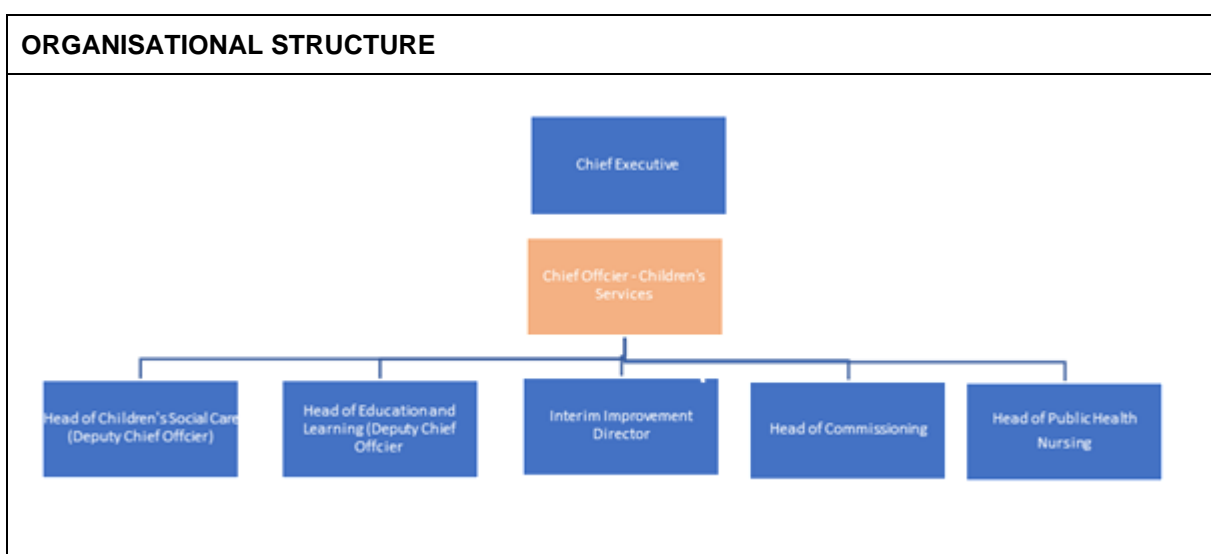 ORGANISATIONAL STRUCTURE
Chief Executive
Chief Offcier - Children's
Services
Head of Children's Social Care
(Deputy Chief Offcier)
Head of Education and
Learning (Deputy Chief
Offcier
Interim Improvement
Director
Head of Commissioning
Head of Public Health
Nursing